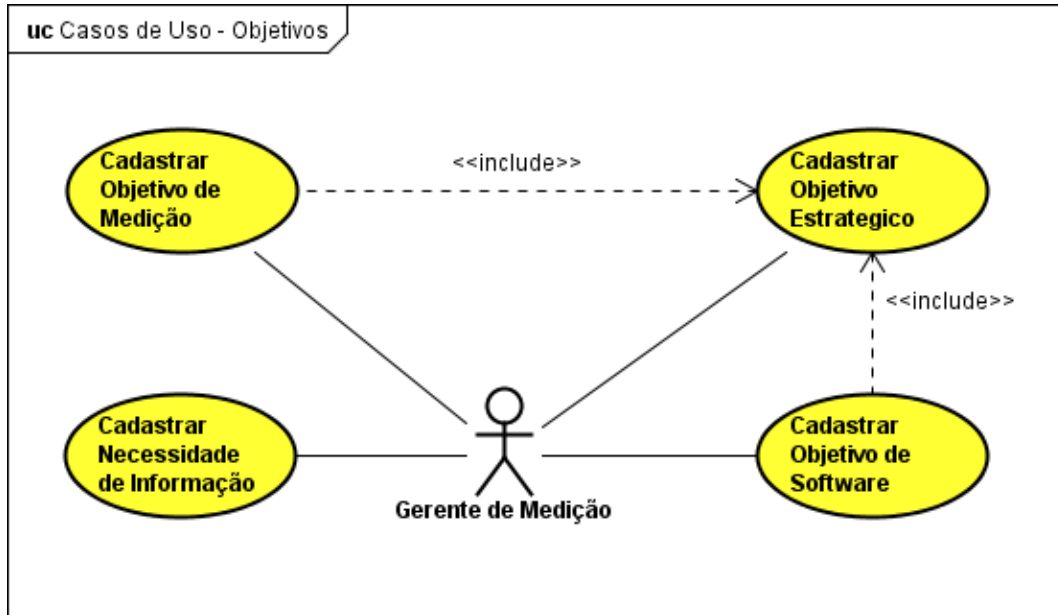 uc Casos de Uso - Objetivos
Cadastrar
Objetivo de
Medição
<<include>>
Cadastrar
Objetivo
Estrategico
<<include>>
Cadastrar
Necessidade
de Informação
Gerente de Medição
Cadastrar
Objetivo de
Software